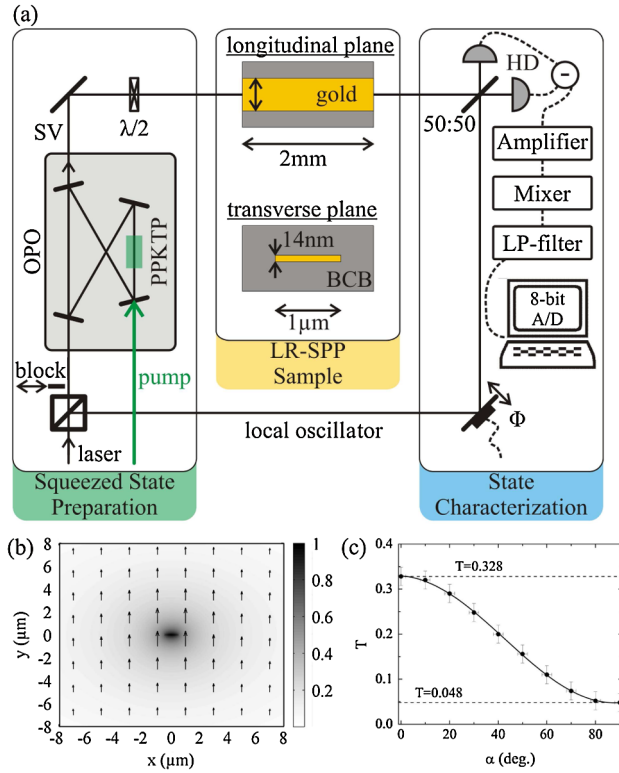 (a)
longitudinal plane
gold
2mm
SV
λ/2
HD
−
50:50
Amplifier
Mixer
LP-filter
8-bit
A/D
OPO
PPKTP
transverse plane
14nm
BCB
1μm
LR-SPP
Sample
block
pump
laser
local oscillator
Φ
Squeezed State
Preparation
State
Characterization
(b)
8
6
4
2
0
-2
-4
-6
-8
y (μm)
-8 -6 -4 -2 0 2 4 6 8
x (μm)
1
0.8
0.6
0.4
0.2
(c)
0.4
0.3
0.2
0.1
0.0
T
T=0.328
T=0.048
0 20 40 60 80
α (deg.)